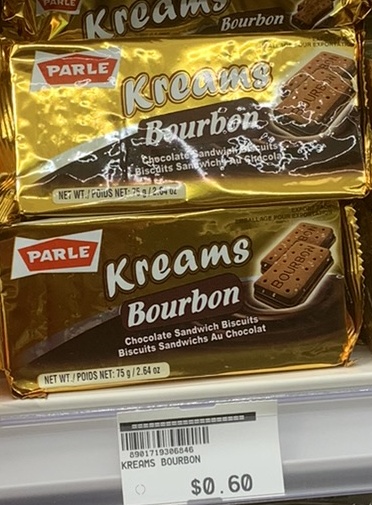 PARLE
Kreams
Bourbon
PARLE
Kreams
Bourbon
Chocolate Sandwich Biscuits
Biscuits Sandwichs Au Chocolat
NET WT./ POIDS NET: 75 g / 2.64 oz
PARLE
Kreams
BOURBON
Bourbon
Chocolate Sandwich Biscuits
Biscuits Sandwichs Au Chocolat
NET WT./ POIDS NET: 75 g / 2.64 oz
8901719306846
KREAMS BOURBON
$0.60